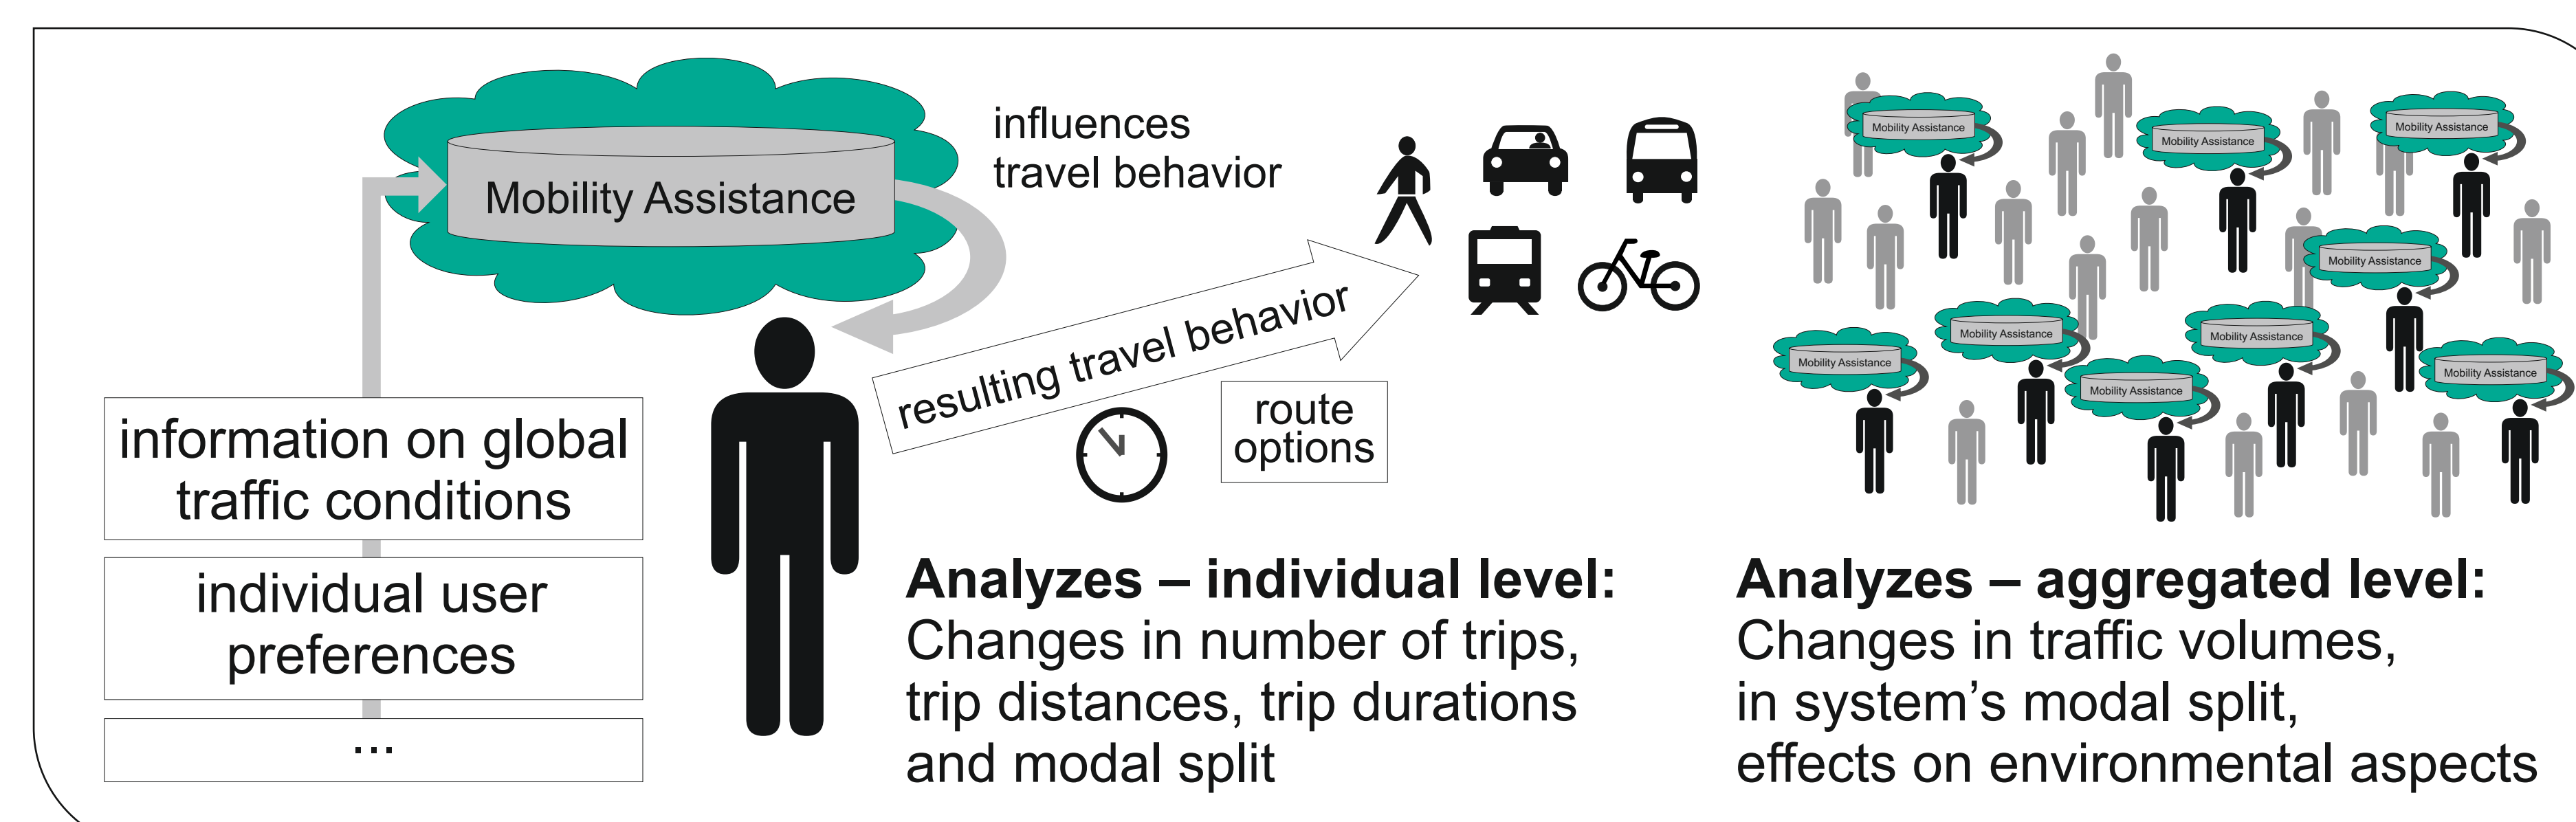 Mobility Assistance
influences
travel behavior
information on global
traffic conditions
individual user
preferences
...
resulting travel behavior
route
options
Analyzes – individual level:
Changes in number of trips,
trip distances, trip durations
and modal split
Mobility Assistance
Mobility Assistance
Mobility Assistance
Mobility Assistance
Mobility Assistance
Mobility Assistance
Mobility Assistance
Mobility Assistance
Mobility Assistance
Analyzes – aggregated level:
Changes in traffic volumes,
in system’s modal split,
effects on environmental aspects